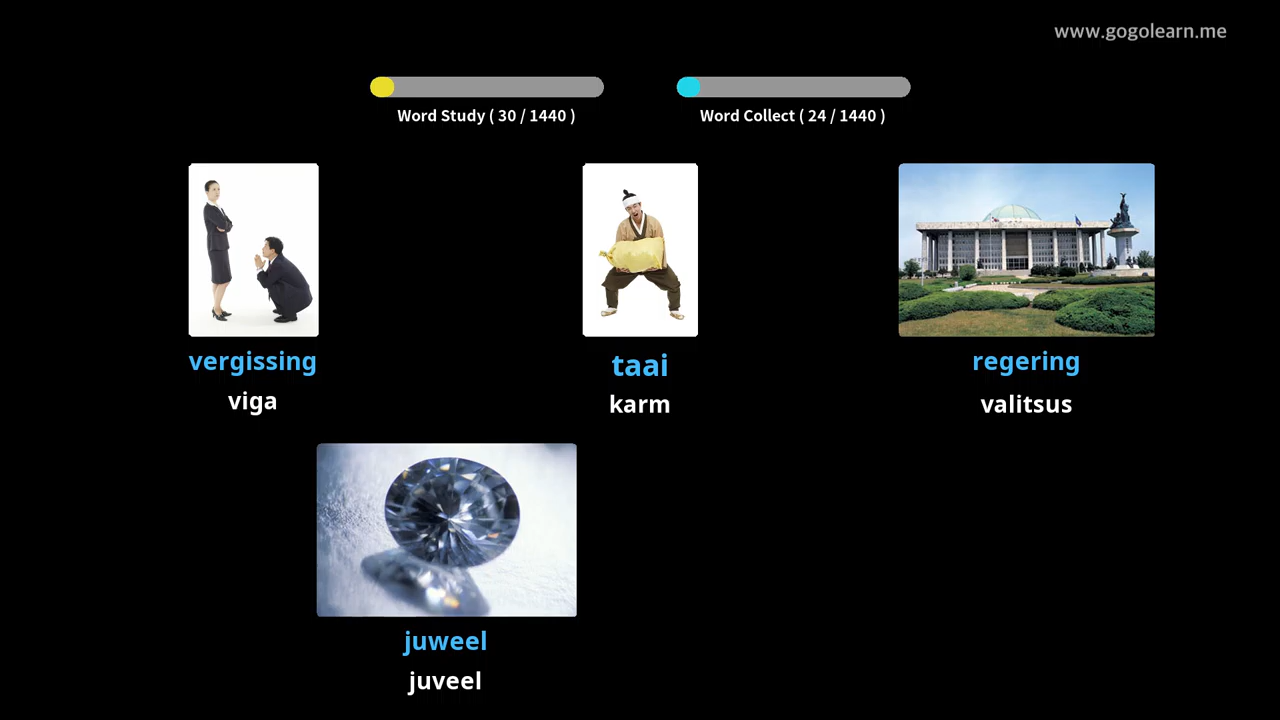 www.gogolearn.me
Word Study ( 30 / 1440 )
Word Collect ( 24 / 1440 )
vergissing
viga
taai
karm
regering
valitsus
juweel
juveel